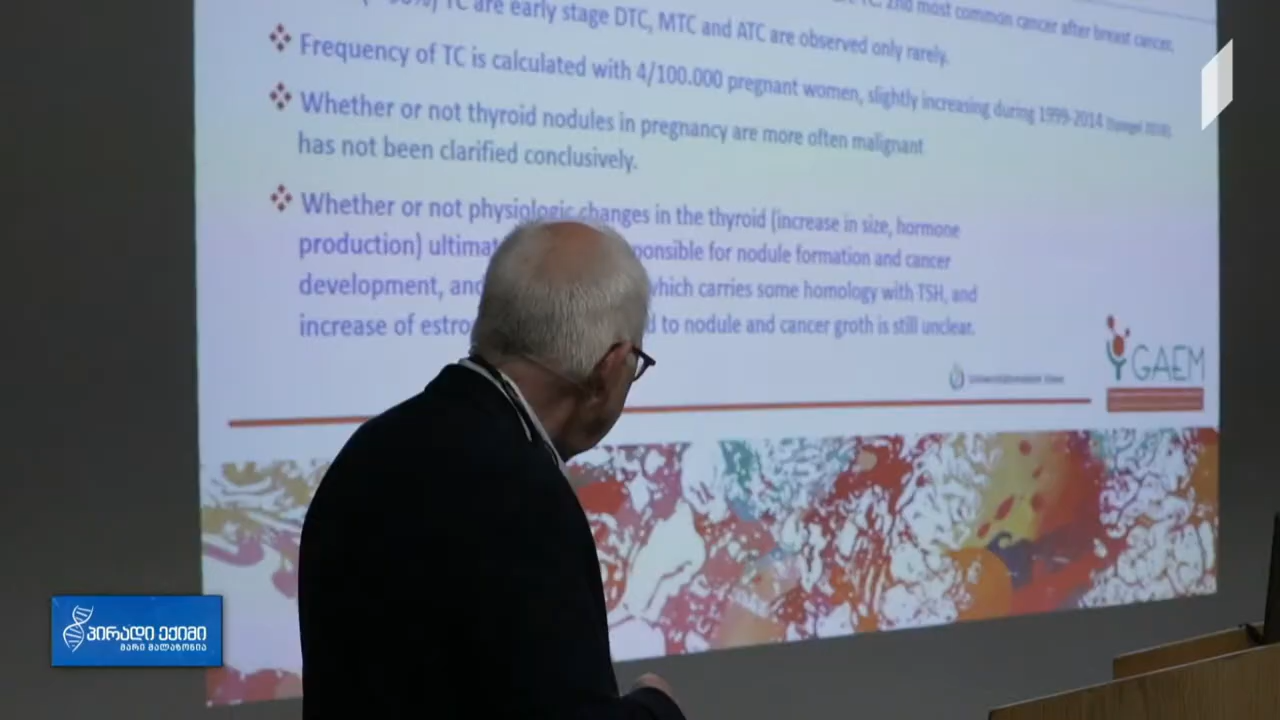 TC, 2nd most common cancer after breast cancer,
TC are early stage DTC, MTC and ATC are observed only rarely.
Frequency of TC is calculated with 4/100.000 pregnant women, slightly increasing during 1999-2014
Whether or not thyroid nodules in pregnancy are more often malignant
has not been clarified conclusively.
Whether or not physiologic changes in the thyroid (increase in size, hormone
production) ultimat ponsible for nodule formation and cancer
development, and which carries some homology with TSH, and
increase of estro d to nodule and cancer groth is still unclear.
GAEM
პირადი ექიმი
მარი მალაზონია